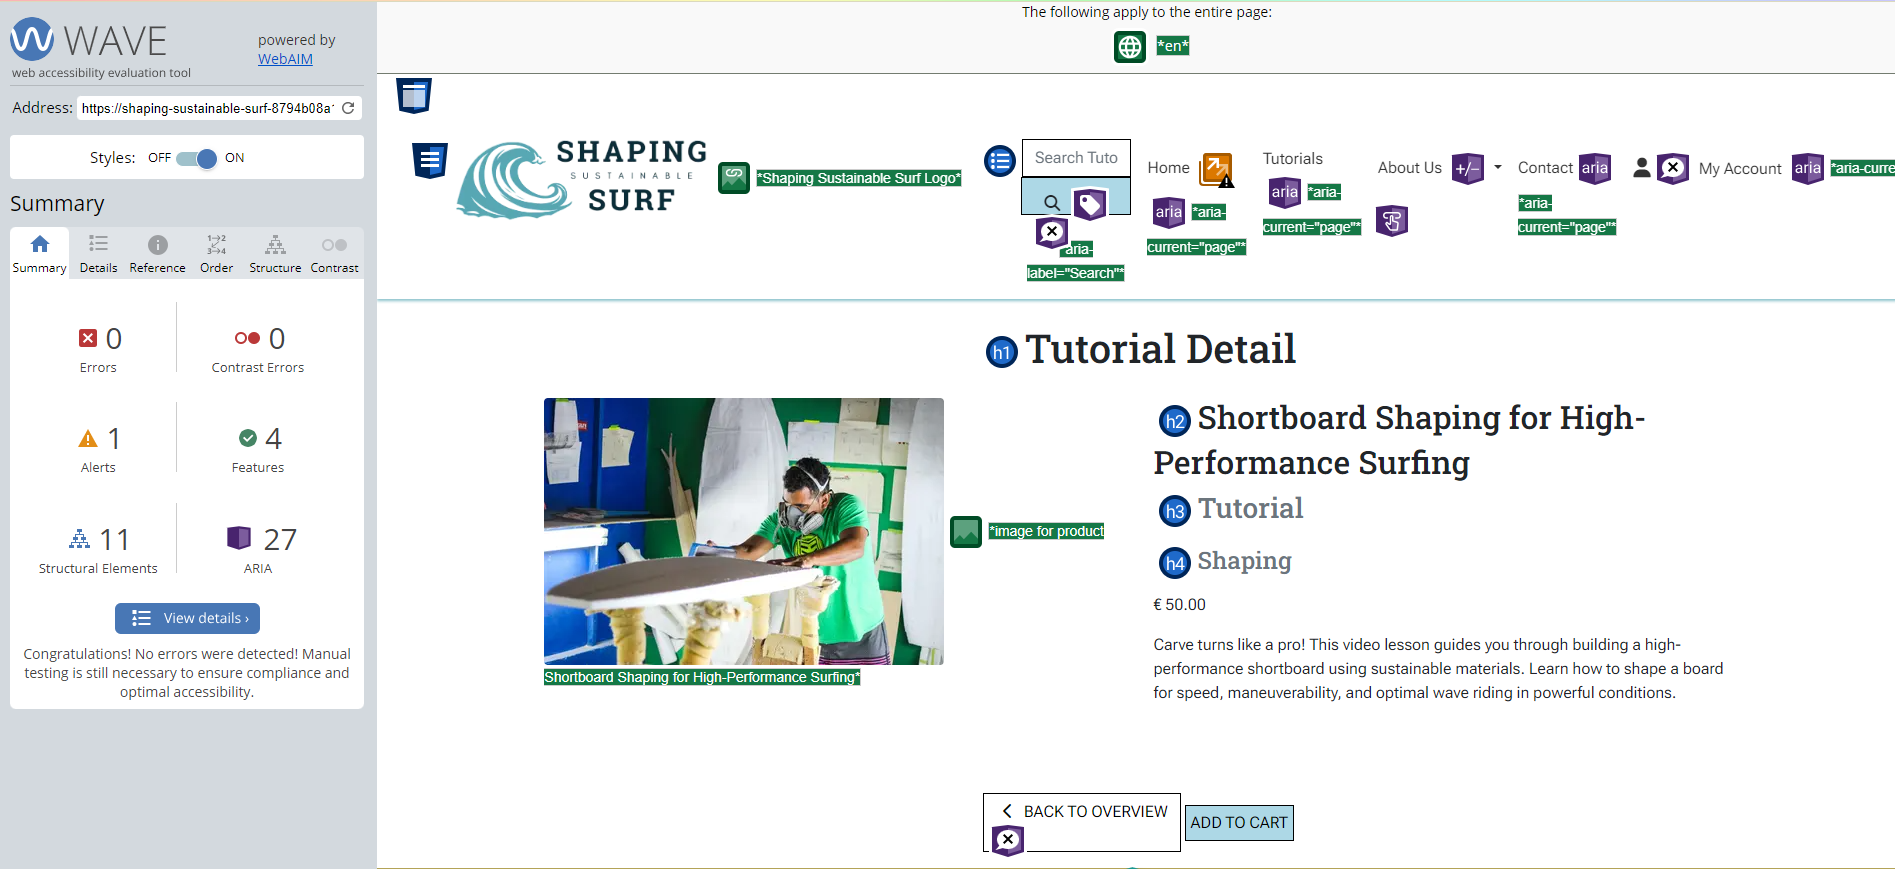 WAVE
web accessibility evaluation tool
powered by
WebAIM
Address: https://shaping-sustainable-surf-8794b08a
Styles: OFF ON
Summary
Summary Details Reference Order Structure Contrast
0
Errors
0
Contrast Errors
1
Alerts
4
Features
11
Structural Elements
27
ARIA
View details ›
Congratulations! No errors were detected! Manual
testing is still necessary to ensure compliance and
optimal accessibility.
The following apply to the entire page:
*en*
SHAPING
SUSTAINABLE
SURF
*Shaping Sustainable Surf Logo*
Search Tuto
aria-
label="Search"*
Home
aria *aria-
current="page"*
Tutorials
aria *aria-
current="page"*
About Us +/-
Contact aria
*aria-
current="page"*
My Account aria *aria-curre
h1 Tutorial Detail
*image for product
Shortboard Shaping for High-Performance Surfing*
h2 Shortboard Shaping for High-
Performance Surfing
h3 Tutorial
h4 Shaping
€ 50.00
Carve turns like a pro! This video lesson guides you through building a high-
performance shortboard using sustainable materials. Learn how to shape a board
for speed, maneuverability, and optimal wave riding in powerful conditions.
BACK TO OVERVIEW
ADD TO CART